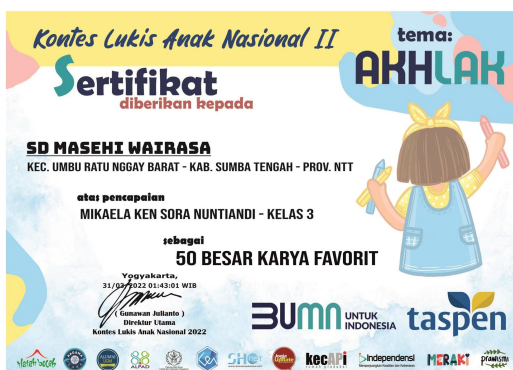 Kontes Lukis Anak Nasional II
tema:
AKHLAK
Sertifikat
diberikan kepada
SD MASEHI WAIRASA
KEC. UMBU RATU NGGAY BARAT - KAB. SUMBA TENGAH - PROV. NTT
atas pencapaian
MIKAELA KEN SORA NUNTIANDI - KELAS 3
sebagai
50 BESAR KARYA FAVORIT
Yogyakarta,
31/03/2022 01:43:01 WIB
( Gunawan Julianto )
Direktur Utama
Kontes Lukis Anak Nasional 2022
BUMN UNTUK INDONESIA
taspen
ALPAD
kecAPi
Independensi
MERAKI
prawismi